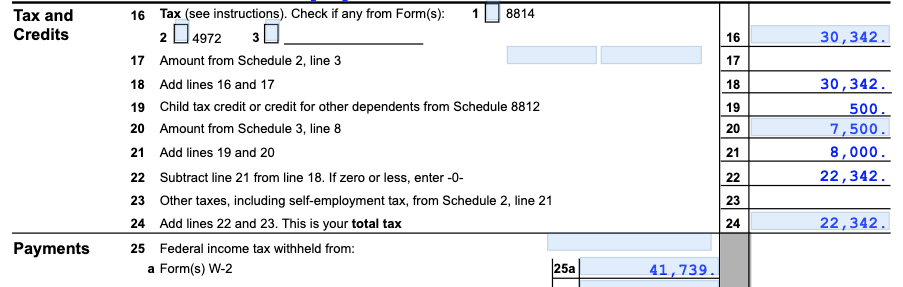 Tax and Credits
16 Tax (see instructions). Check if any from Form(s): 1 8814
2 4972 3 16 30,342.
17 Amount from Schedule 2, line 3 17
18 Add lines 16 and 17 18 30,342.
19 Child tax credit or credit for other dependents from Schedule 8812 19 500.
20 Amount from Schedule 3, line 8 20 7,500.
21 Add lines 19 and 20 21 8,000.
22 Subtract line 21 from line 18. If zero or less, enter -0- 22 22,342.
23 Other taxes, including self-employment tax, from Schedule 2, line 21 23
24 Add lines 22 and 23. This is your total tax 24 22,342.
Payments 25 Federal income tax withheld from:
a Form(s) W-2 25a 41,739.